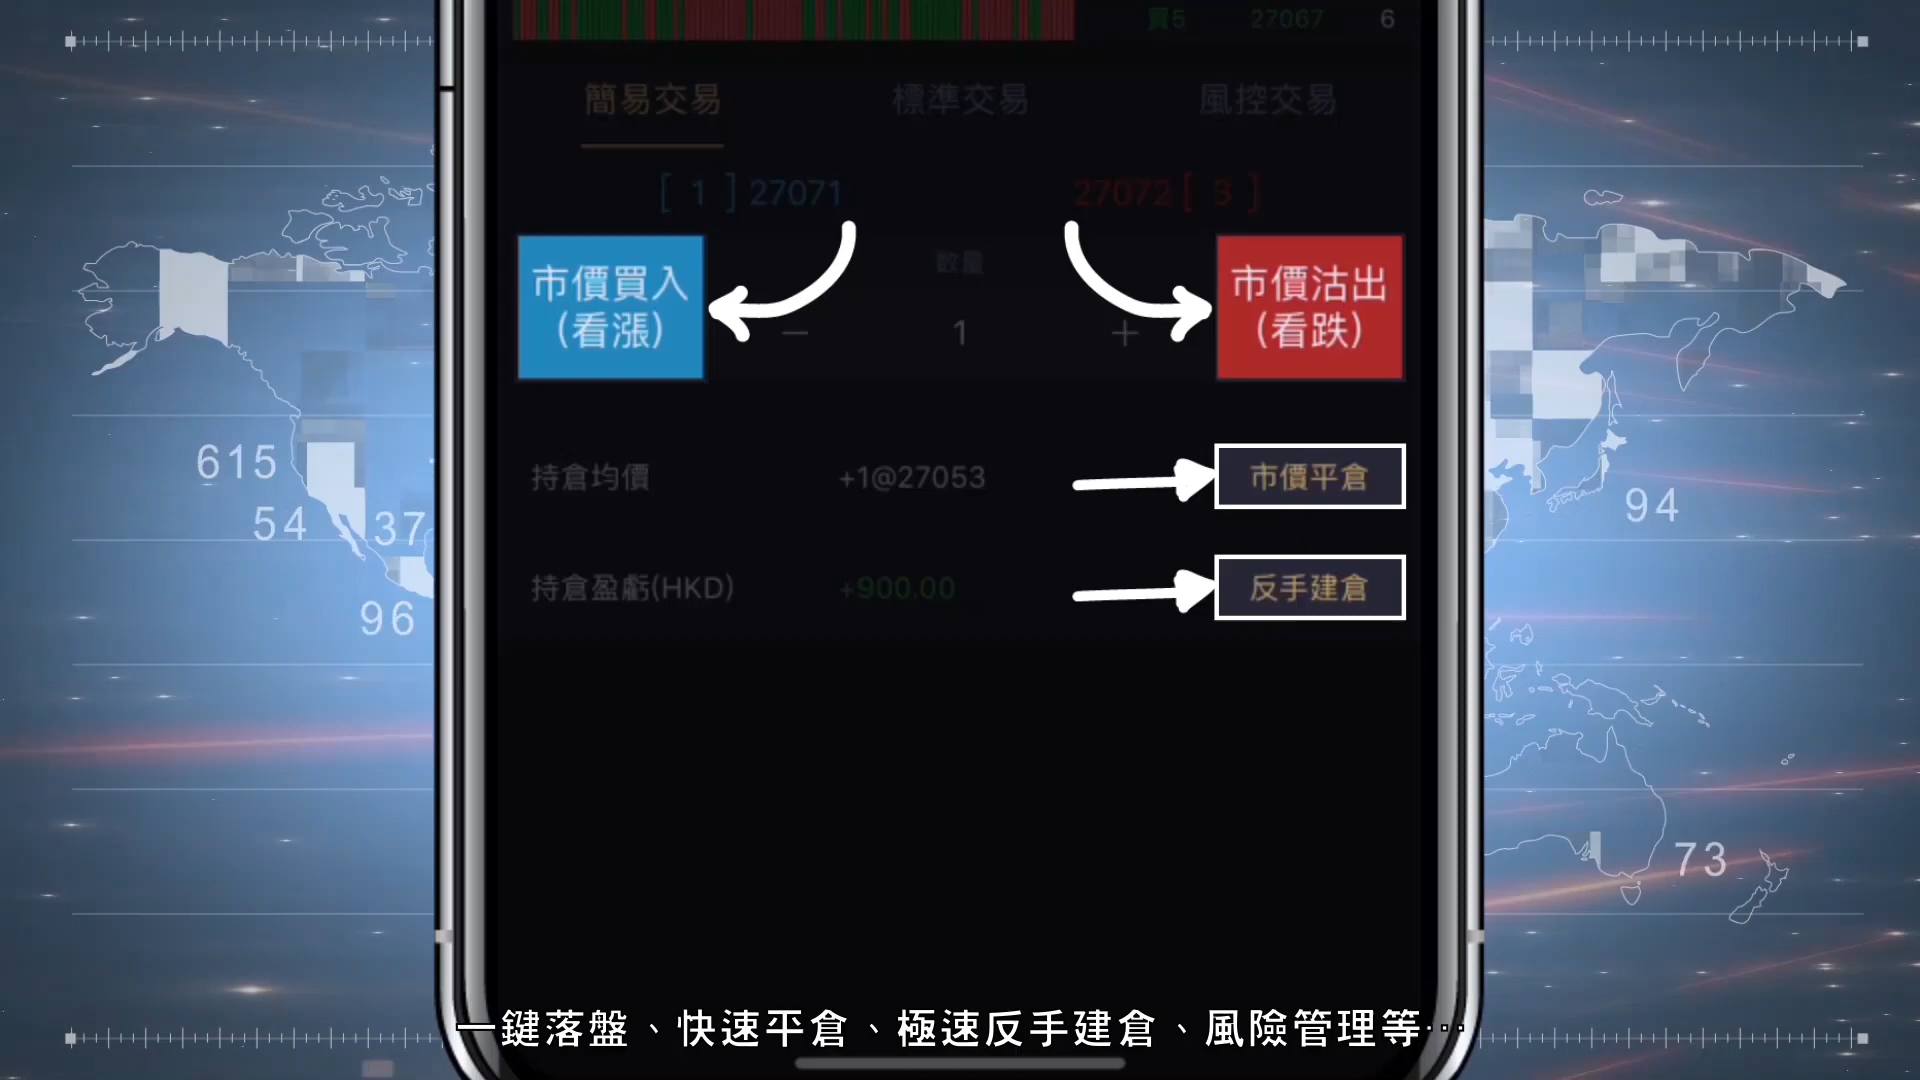 買5 27067 6
簡易交易 標準交易 風控交易
[ 1 ] 27071 27072 [ 3 ]
市價買入
(看漲)
数量
— 1 +
市價沽出
(看跌)
持倉均價 +1@27053 市價平倉
持倉盈虧(HKD) +900.00 反手建倉
615
54
37
96
94
73
一鍵落盤、快速平倉、極速反手建倉、風險管理等…